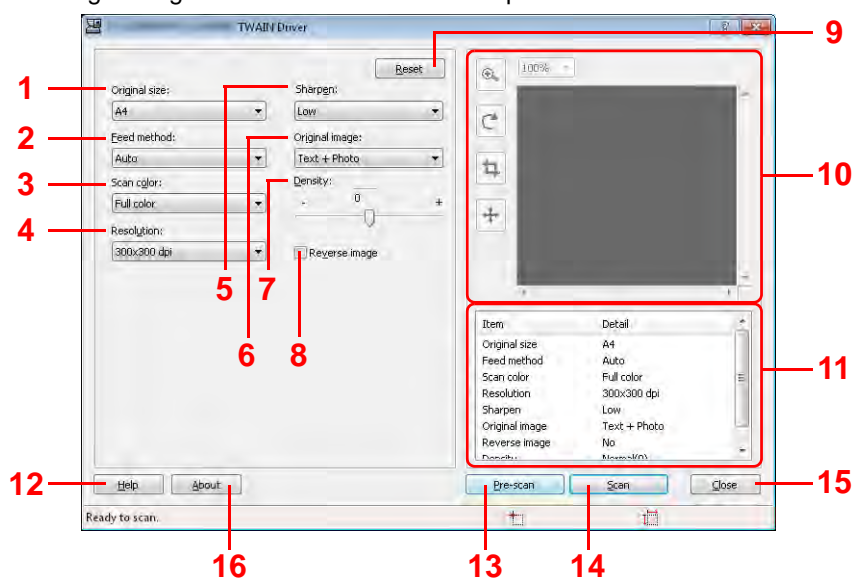 TWAIN Driver
9
Reset
1
Original size:
5
Sharpen:
A4
Low
2
Feed method:
6
Original image:
Auto
Text + Photo
3
Scan color:
7
Density:
Full color
-
0
+
4
Resolution:
300x300 dpi
Reverse image
8
100%
10
Item Detail
Original size A4
Feed method Auto
Scan color Full color
Resolution 300x300 dpi
Sharpen Low
Original image Text + Photo
Reverse image No
Density Normal(0)
11
12
Help
About
Pre-scan
Scan
Close
15
Ready to scan.
16
13
14